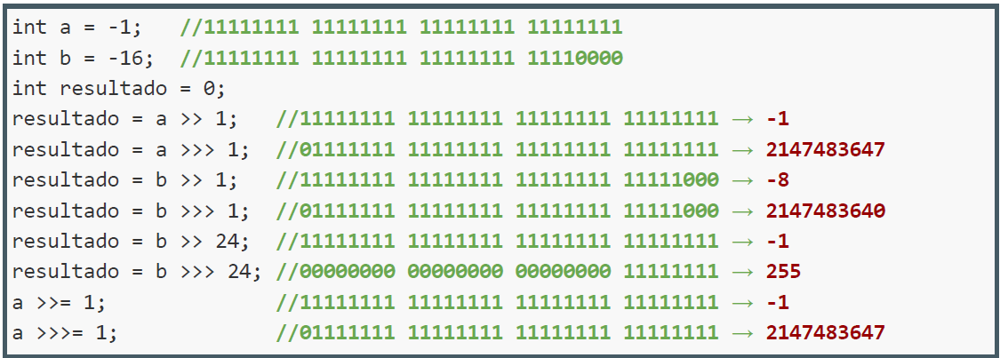 int a = -1;   //11111111 11111111 11111111 11111111
int b = -16;  //11111111 11111111 11111111 11110000
int resultado = 0;
resultado = a >> 1;   //11111111 11111111 11111111 11111111 → -1
resultado = a >>> 1;  //01111111 11111111 11111111 11111111 → 2147483647
resultado = b >> 1;   //11111111 11111111 11111111 11111000 → -8
resultado = b >>> 1;  //01111111 11111111 11111111 11111000 → 2147483640
resultado = b >> 24;  //11111111 11111111 11111111 11111111 → -1
resultado = b >>> 24; //00000000 00000000 00000000 11111111 → 255
a >>= 1;              //11111111 11111111 11111111 11111111 → -1
a >>>= 1;             //01111111 11111111 11111111 11111111 → 2147483647